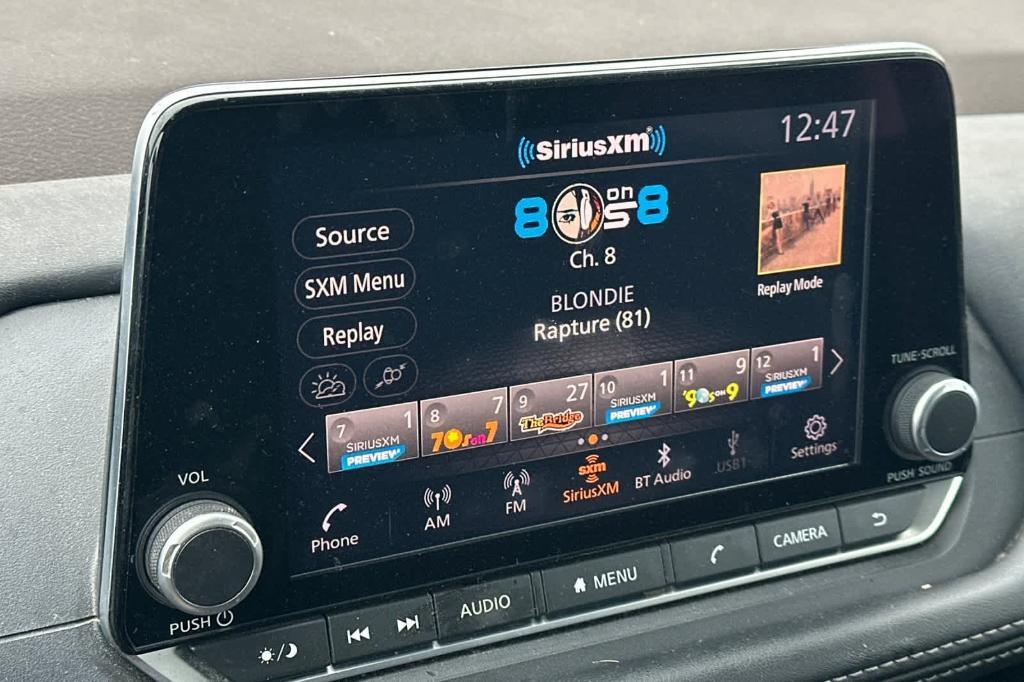 SiriusXM
12:47
80s on 8
Ch. 8
Source
SXM Menu
Replay
BLONDIE
Rapture (81)
Replay Mode
7 1
SIRIUSXM
PREVIEW
8 7
70s on 7
9 27
The Bridge
10 1
SIRIUSXM
PREVIEW
11 9
'90s ON 9
12 1
SIRIUSXM
PREVIEW
Phone
AM
FM
sxm
SiriusXM
BT Audio
USB1
Settings
VOL
PUSH
TUNE·SCROLL
PUSH SOUND
AUDIO
MENU
CAMERA